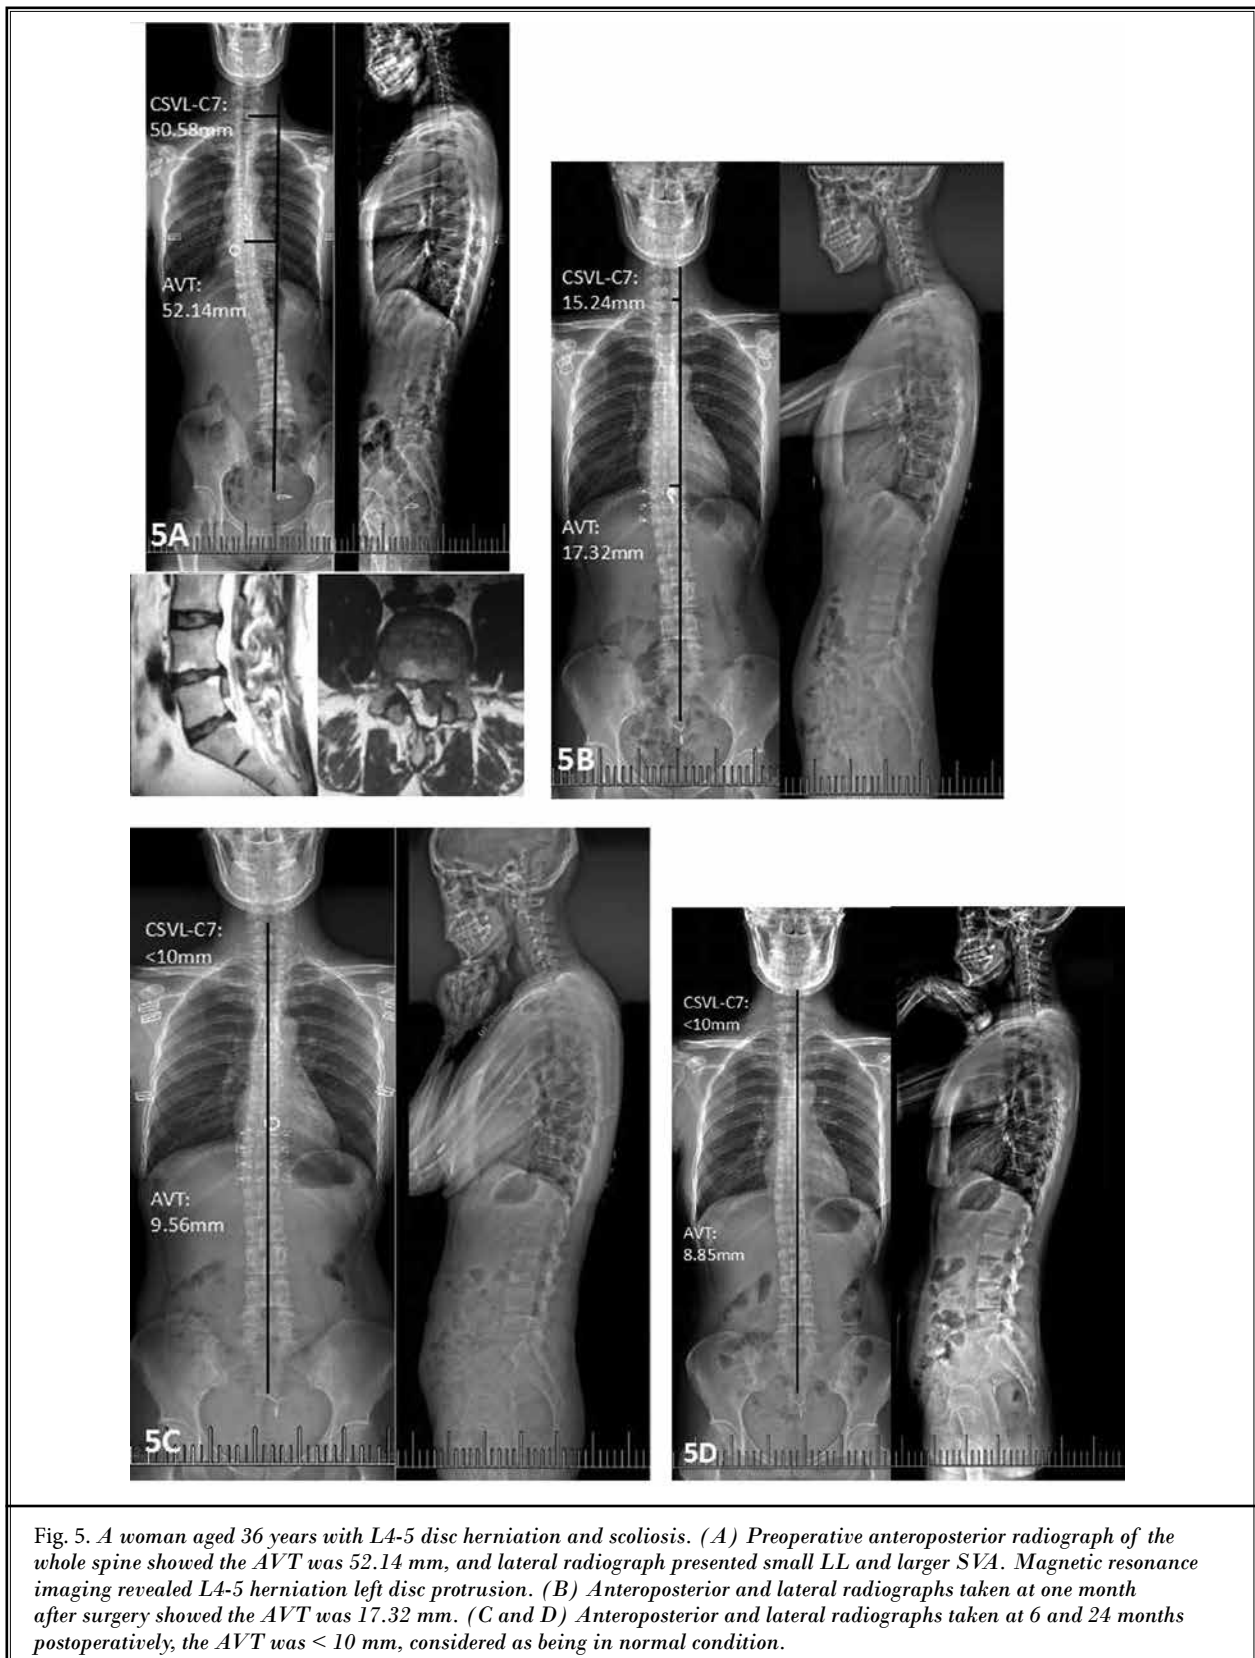 CSVL-C7:
50.58mm
AVT:
52.14mm
5A
CSVL-C7:
15.24mm
AVT:
17.32mm
5B
CSVL-C7:
<10mm
AVT:
9.56mm
5C
CSVL-C7:
<10mm
AVT:
8.85mm
5D
Fig. 5. A woman aged 36 years with L4-5 disc herniation and scoliosis. (A) Preoperative anteroposterior radiograph of the
whole spine showed the AVT was 52.14 mm, and lateral radiograph presented small LL and larger SVA. Magnetic resonance
imaging revealed L4-5 herniation left disc protrusion. (B) Anteroposterior and lateral radiographs taken at one month
after surgery showed the AVT was 17.32 mm. (C and D) Anteroposterior and lateral radiographs taken at 6 and 24 months
postoperatively, the AVT was < 10 mm, considered as being in normal condition.